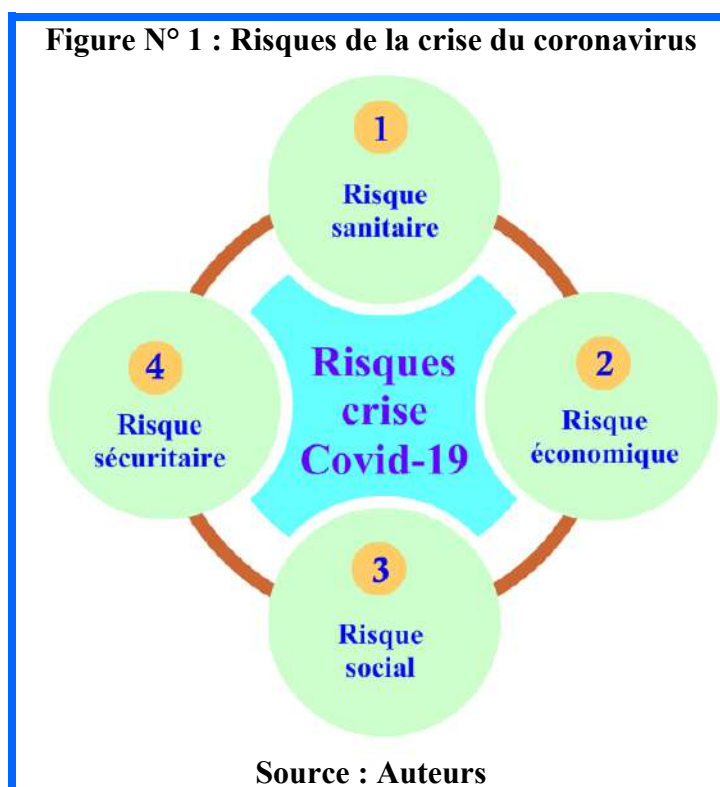 Figure N° 1 : Risques de la crise du coronavirus
1
Risque
sanitaire
2
Risque
économique
3
Risque
social
4
Risque
sécuritaire
Risques
crise
Covid-19
Source : Auteurs